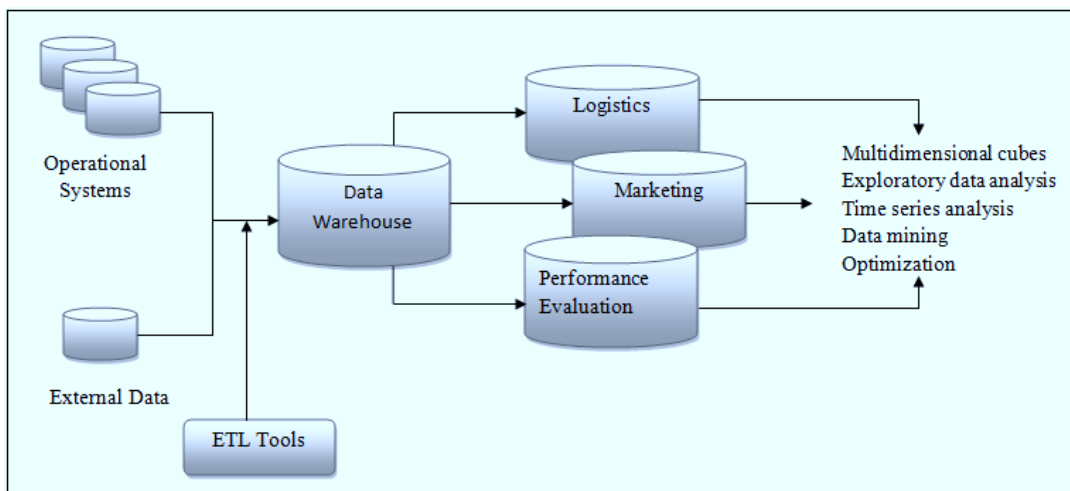 Operational
Systems
External Data
ETL Tools
Data
Warehouse
Logistics
Marketing
Performance
Evaluation
Multidimensional cubes
Exploratory data analysis
Time series analysis
Data mining
Optimization